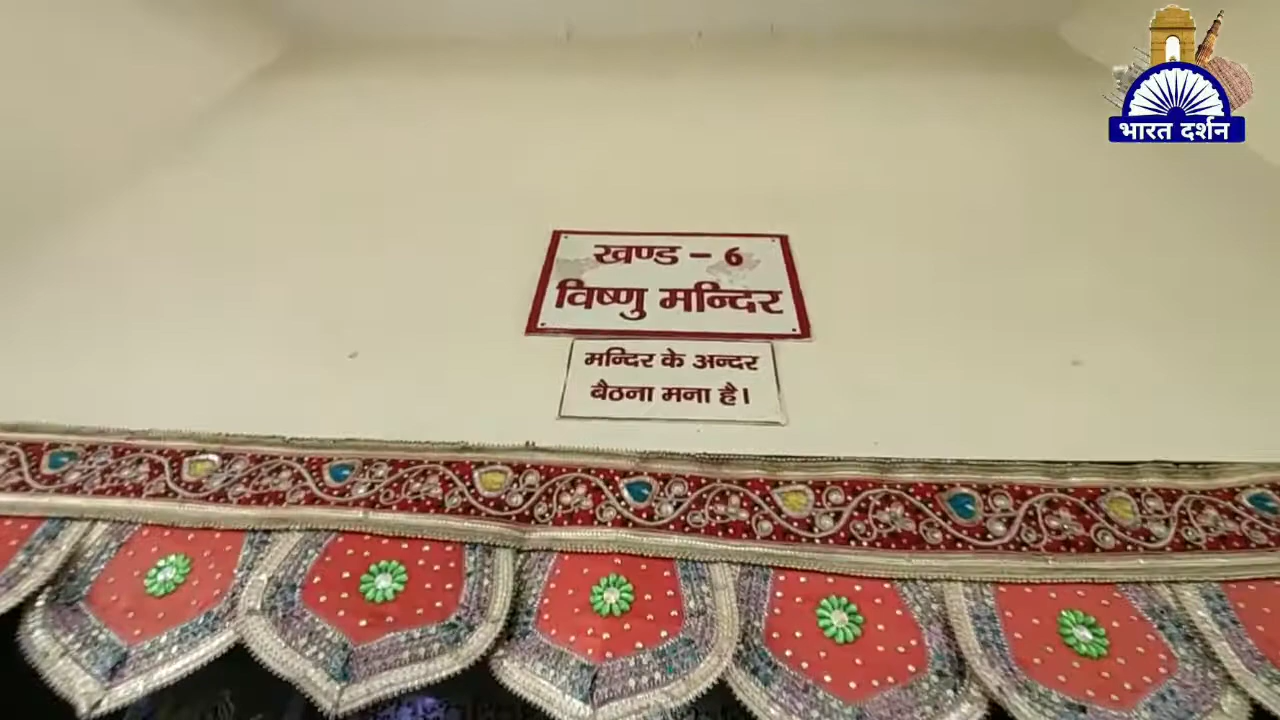 भारत दर्शन
खण्ड – 6
विष्णु मन्दिर
मन्दिर के अन्दर
बैठना मना है।